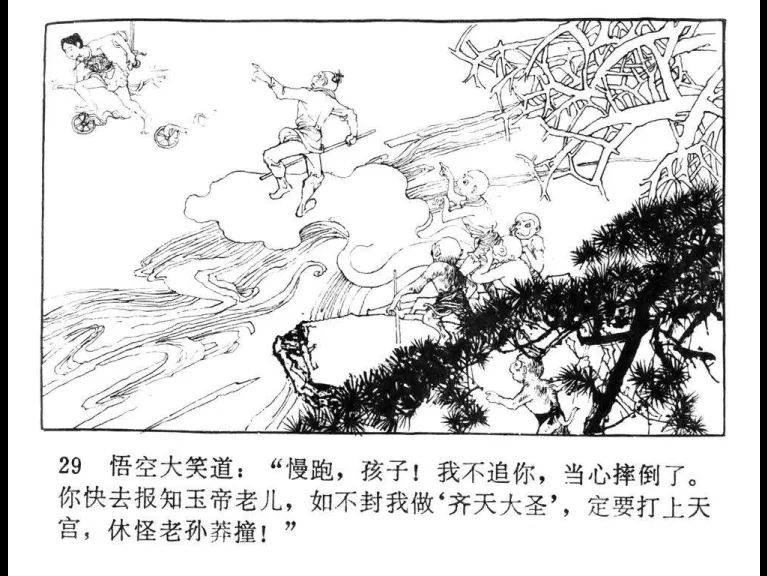 29 悟空大笑道：“慢跑，孩子！我不追你，当心摔倒了。
你快去报知玉帝老儿，如不封我做‘齐天大圣’，定要打上天
宫，休怪老孙莽撞！”